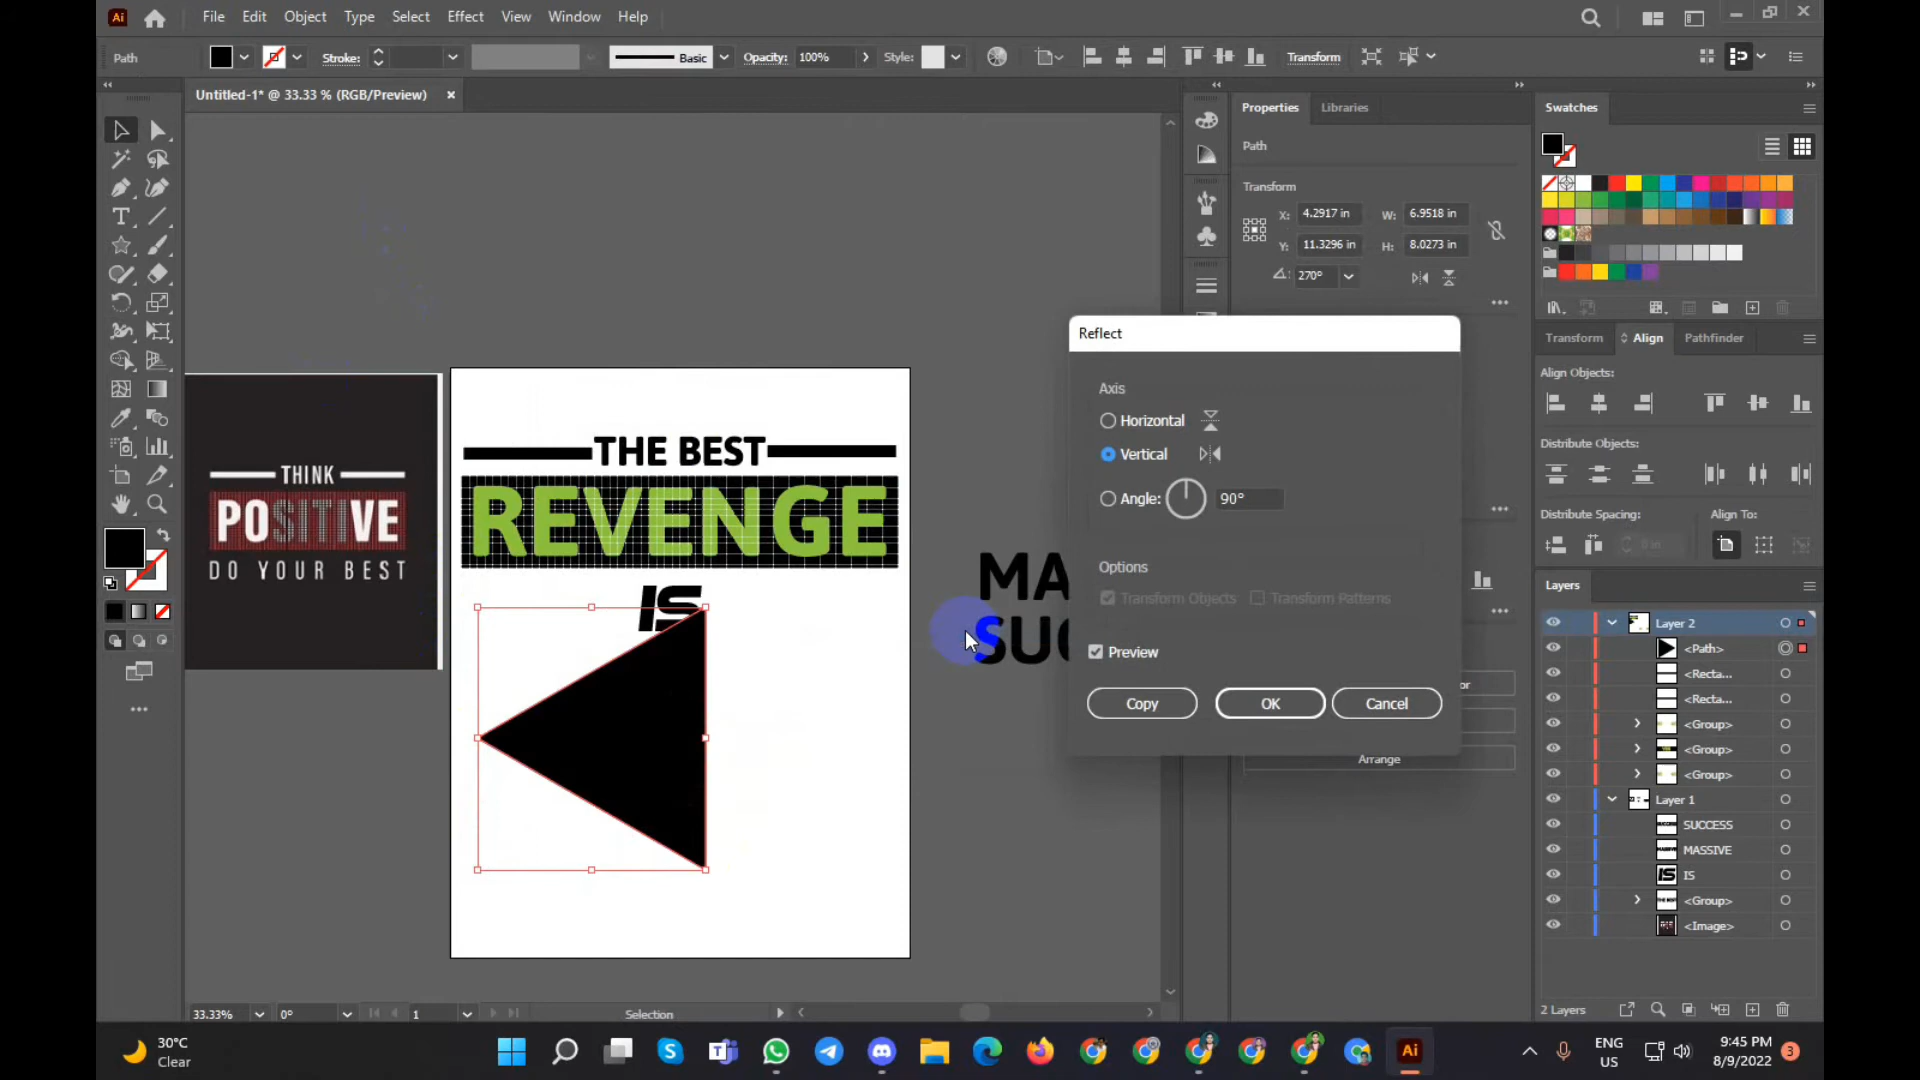 Ai File Edit Object Type Select Effect View Window Help
Path Stroke: Basic Opacity: 100% Style: Transform
Untitled-1* @ 33.33 % (RGB/Preview)
Properties Libraries
Swatches
Path
Transform
X: 4.2917 in W: 6.9518 in
Y: 11.3296 in H: 8.0273 in
270°
Reflect
Axis
Horizontal
Vertical
Angle: 90°
Options
Transform Objects Transform Patterns
Preview
Copy OK Cancel
Arrange
Transform Align Pathfinder
Align Objects:
Distribute Objects:
Distribute Spacing: Align To:
0 in
Layers
Layer 2
<Path>
<Recta...
<Recta...
<Group>
<Group>
<Group>
Layer 1
SUCCESS
MASSIVE
IS
<Group>
<Image>
2 Layers
THINK
POSITIVE
DO YOUR BEST
THE BEST
REVENGE
IS
MA
SUC
33.33% 0° 1 Selection
30°C
Clear
ENG
US
9:45 PM
8/9/2022
3